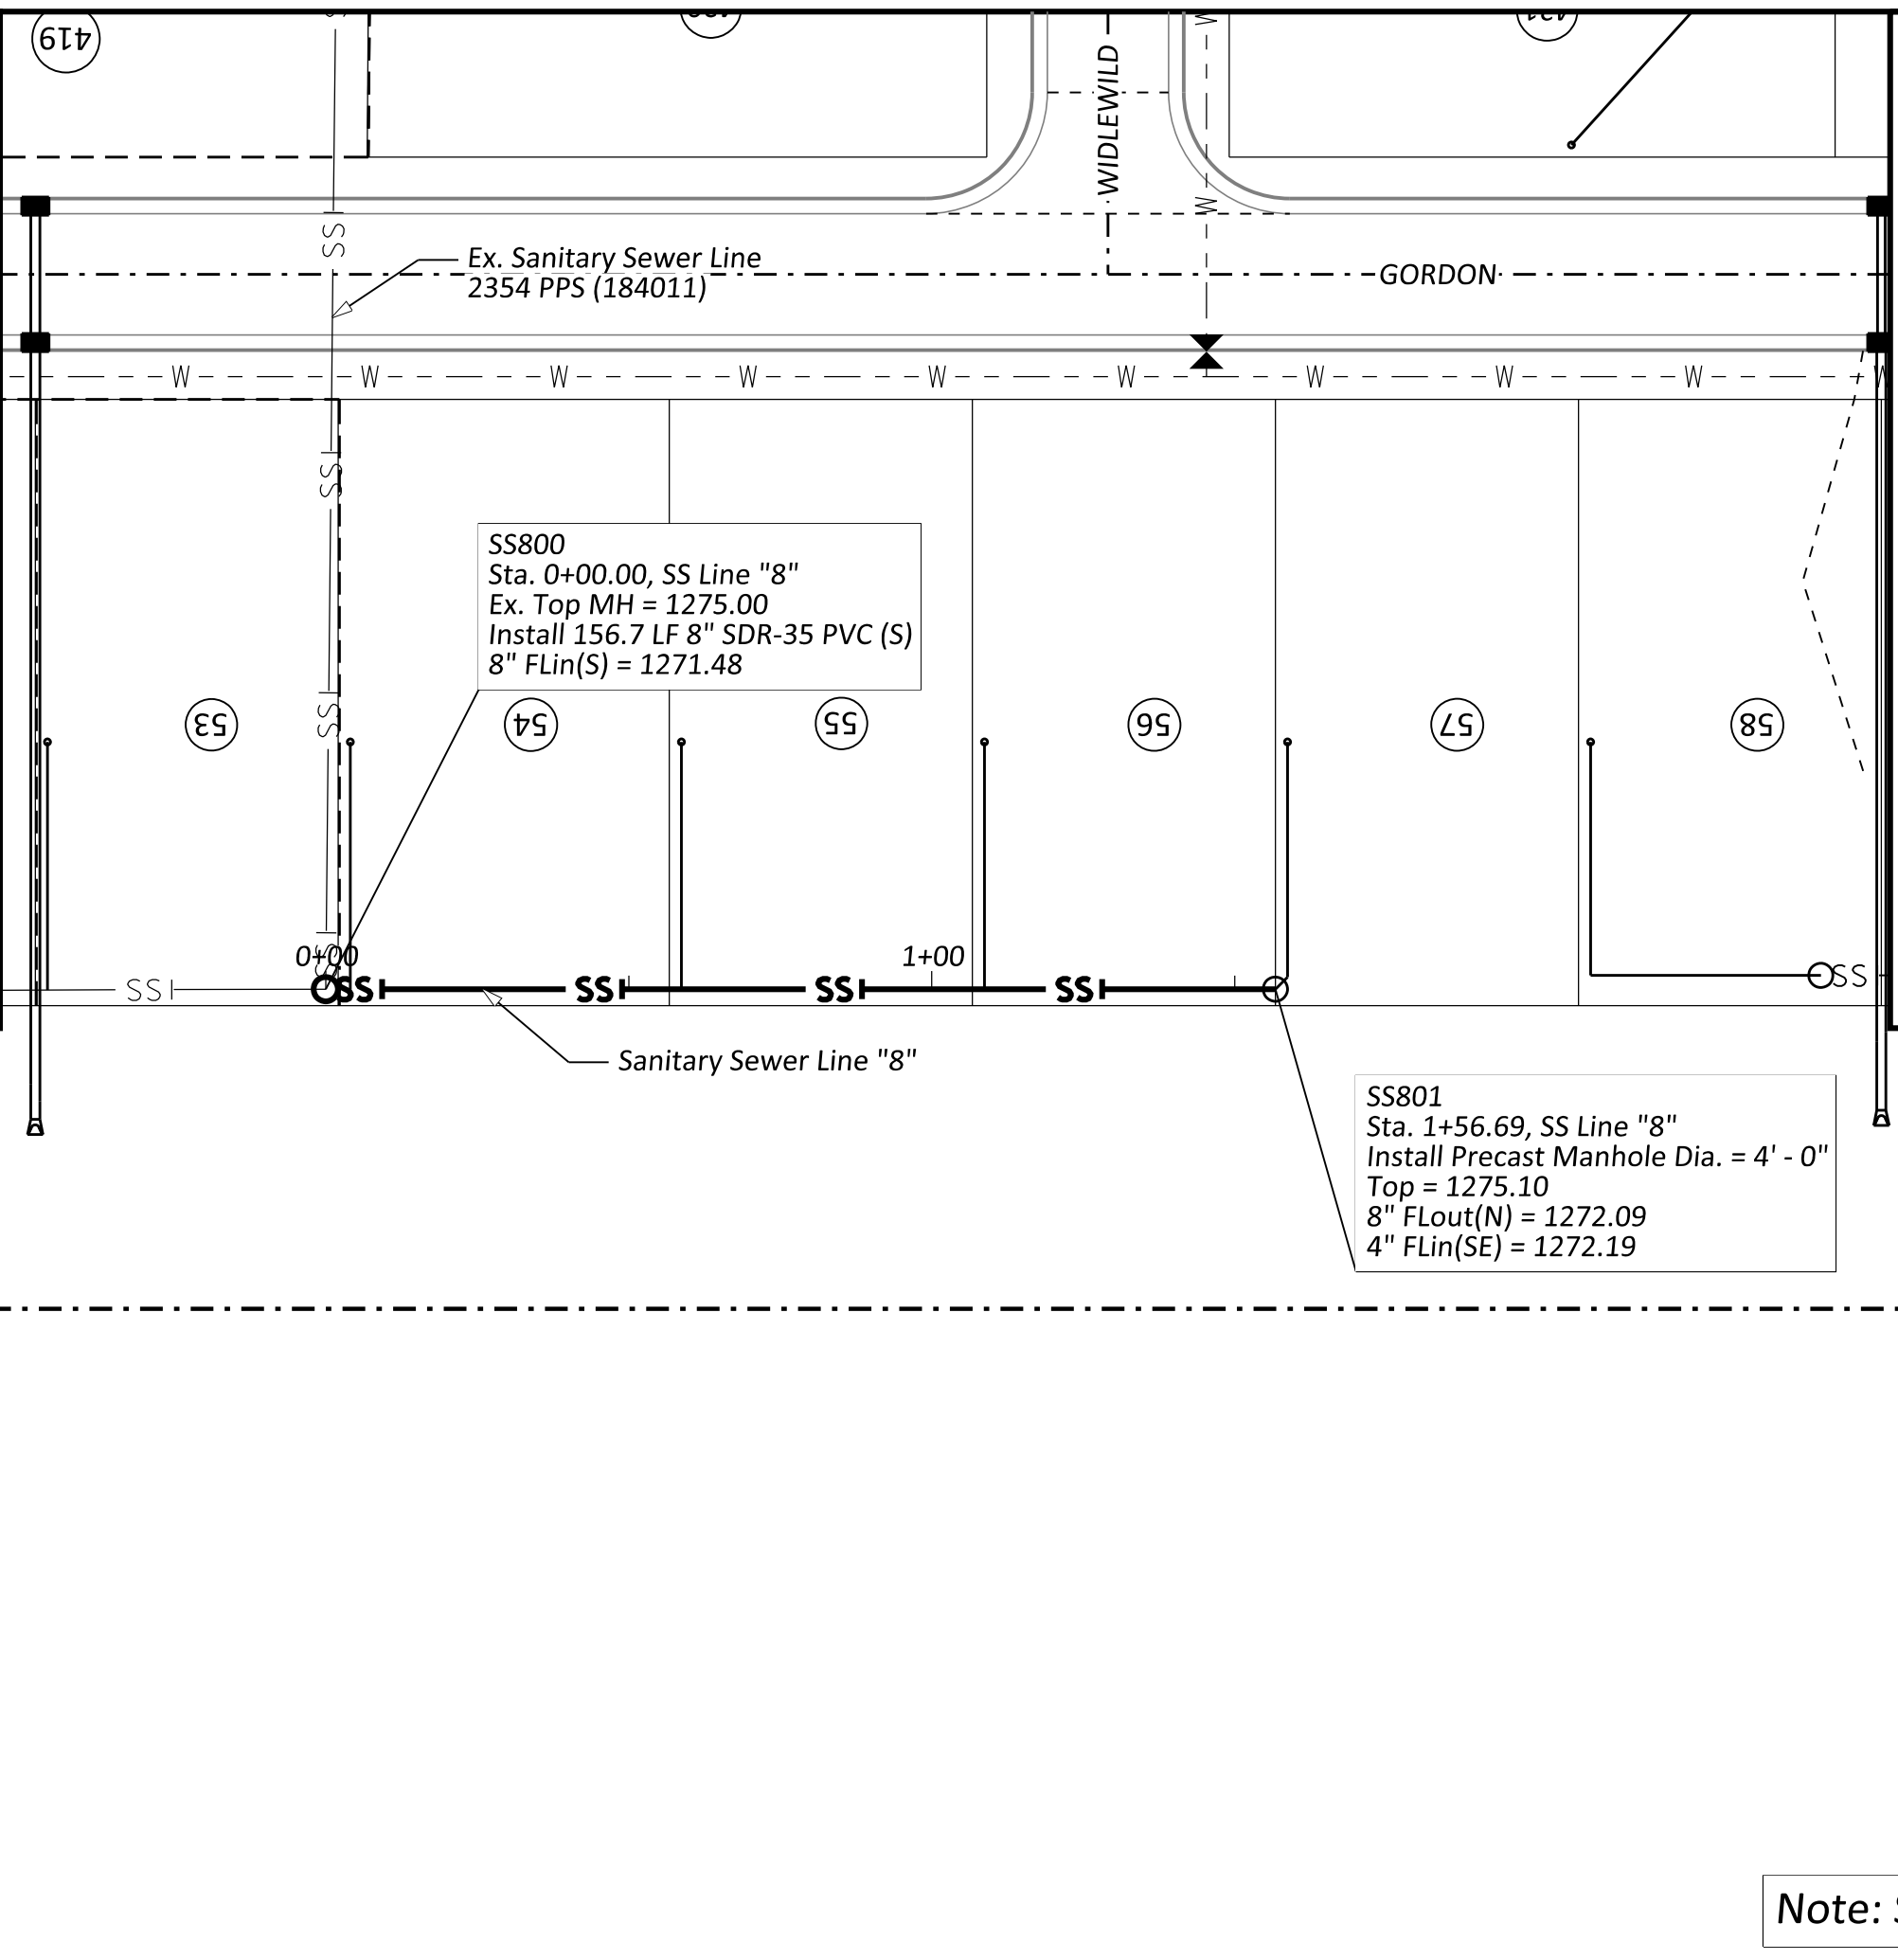 419
WIDLEWILD
W
SS
Ex. Sanitary Sewer Line
2354 PPS (184011)
GORDON
W W W W W W W W W W
SS
SS800
Sta. 0+00.00, SS Line "8"
Ex. Top MH = 1275.00
Install 156.7 LF 8" SDR-35 PVC (S)
8" FLin(S) = 1271.48
SS
53 54 55 56 57 58
0+00 1+00
SS SS SS SS SS SS
Sanitary Sewer Line "8"
SS801
Sta. 1+56.69, SS Line "8"
Install Precast Manhole Dia. = 4' - 0"
Top = 1275.10
8" FLout(N) = 1272.09
4" FLin(SE) = 1272.19
Note: